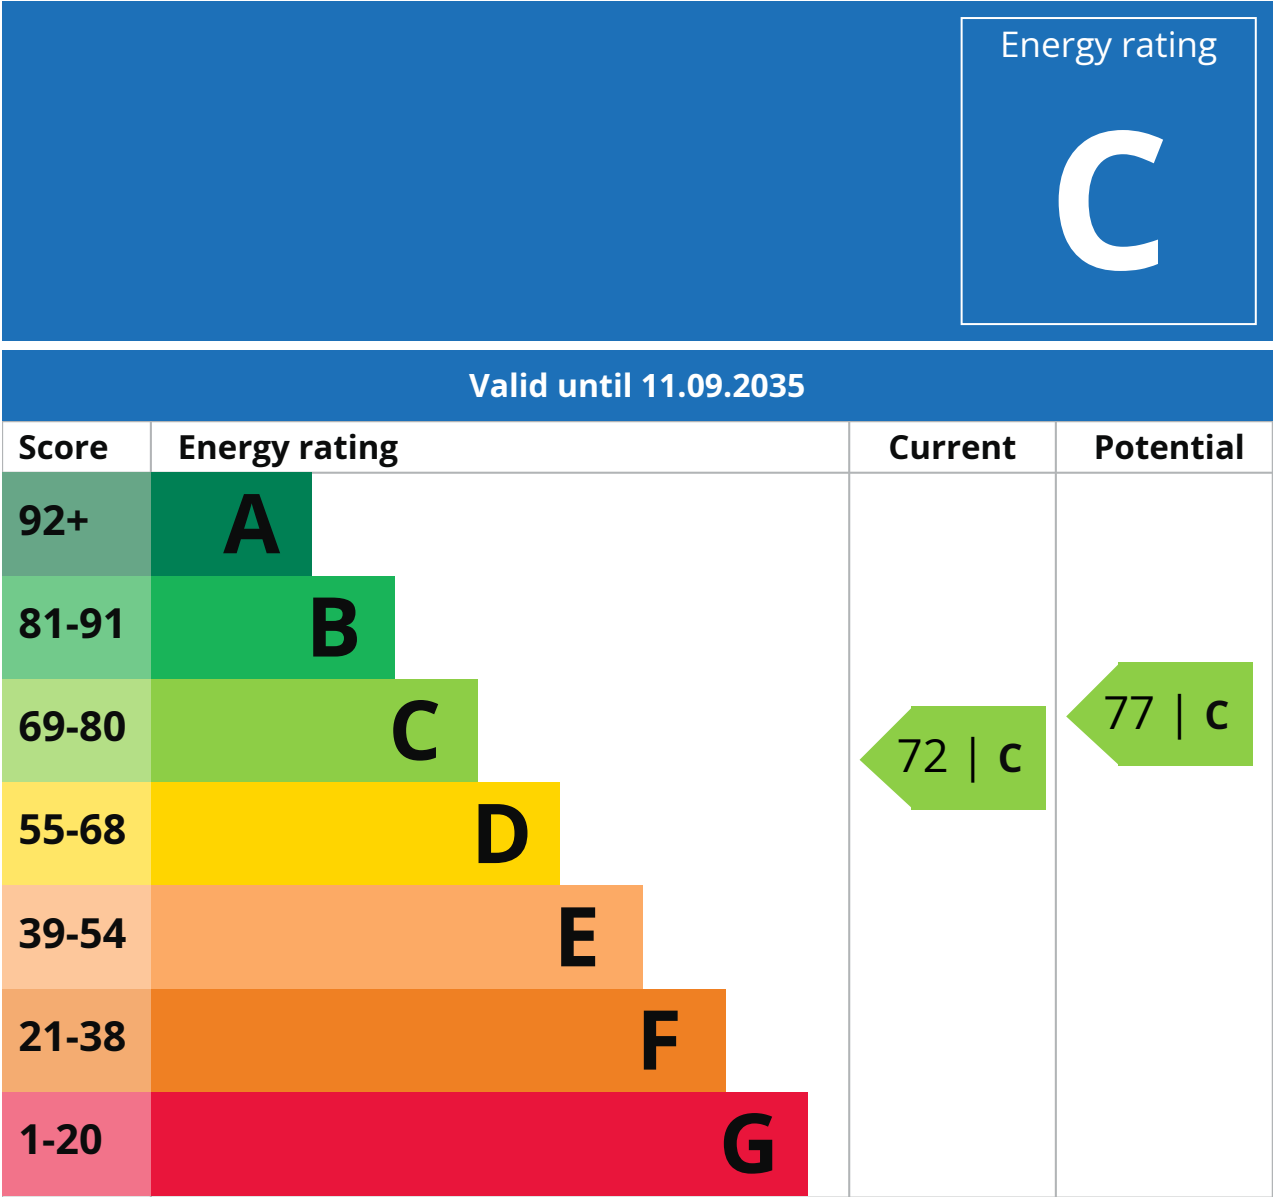 Energy rating
C
Valid until 11.09.2035
Score Energy rating Current Potential
92+ A
81-91 B
69-80 C 72 | C 77 | C
55-68 D
39-54 E
21-38 F
1-20 G